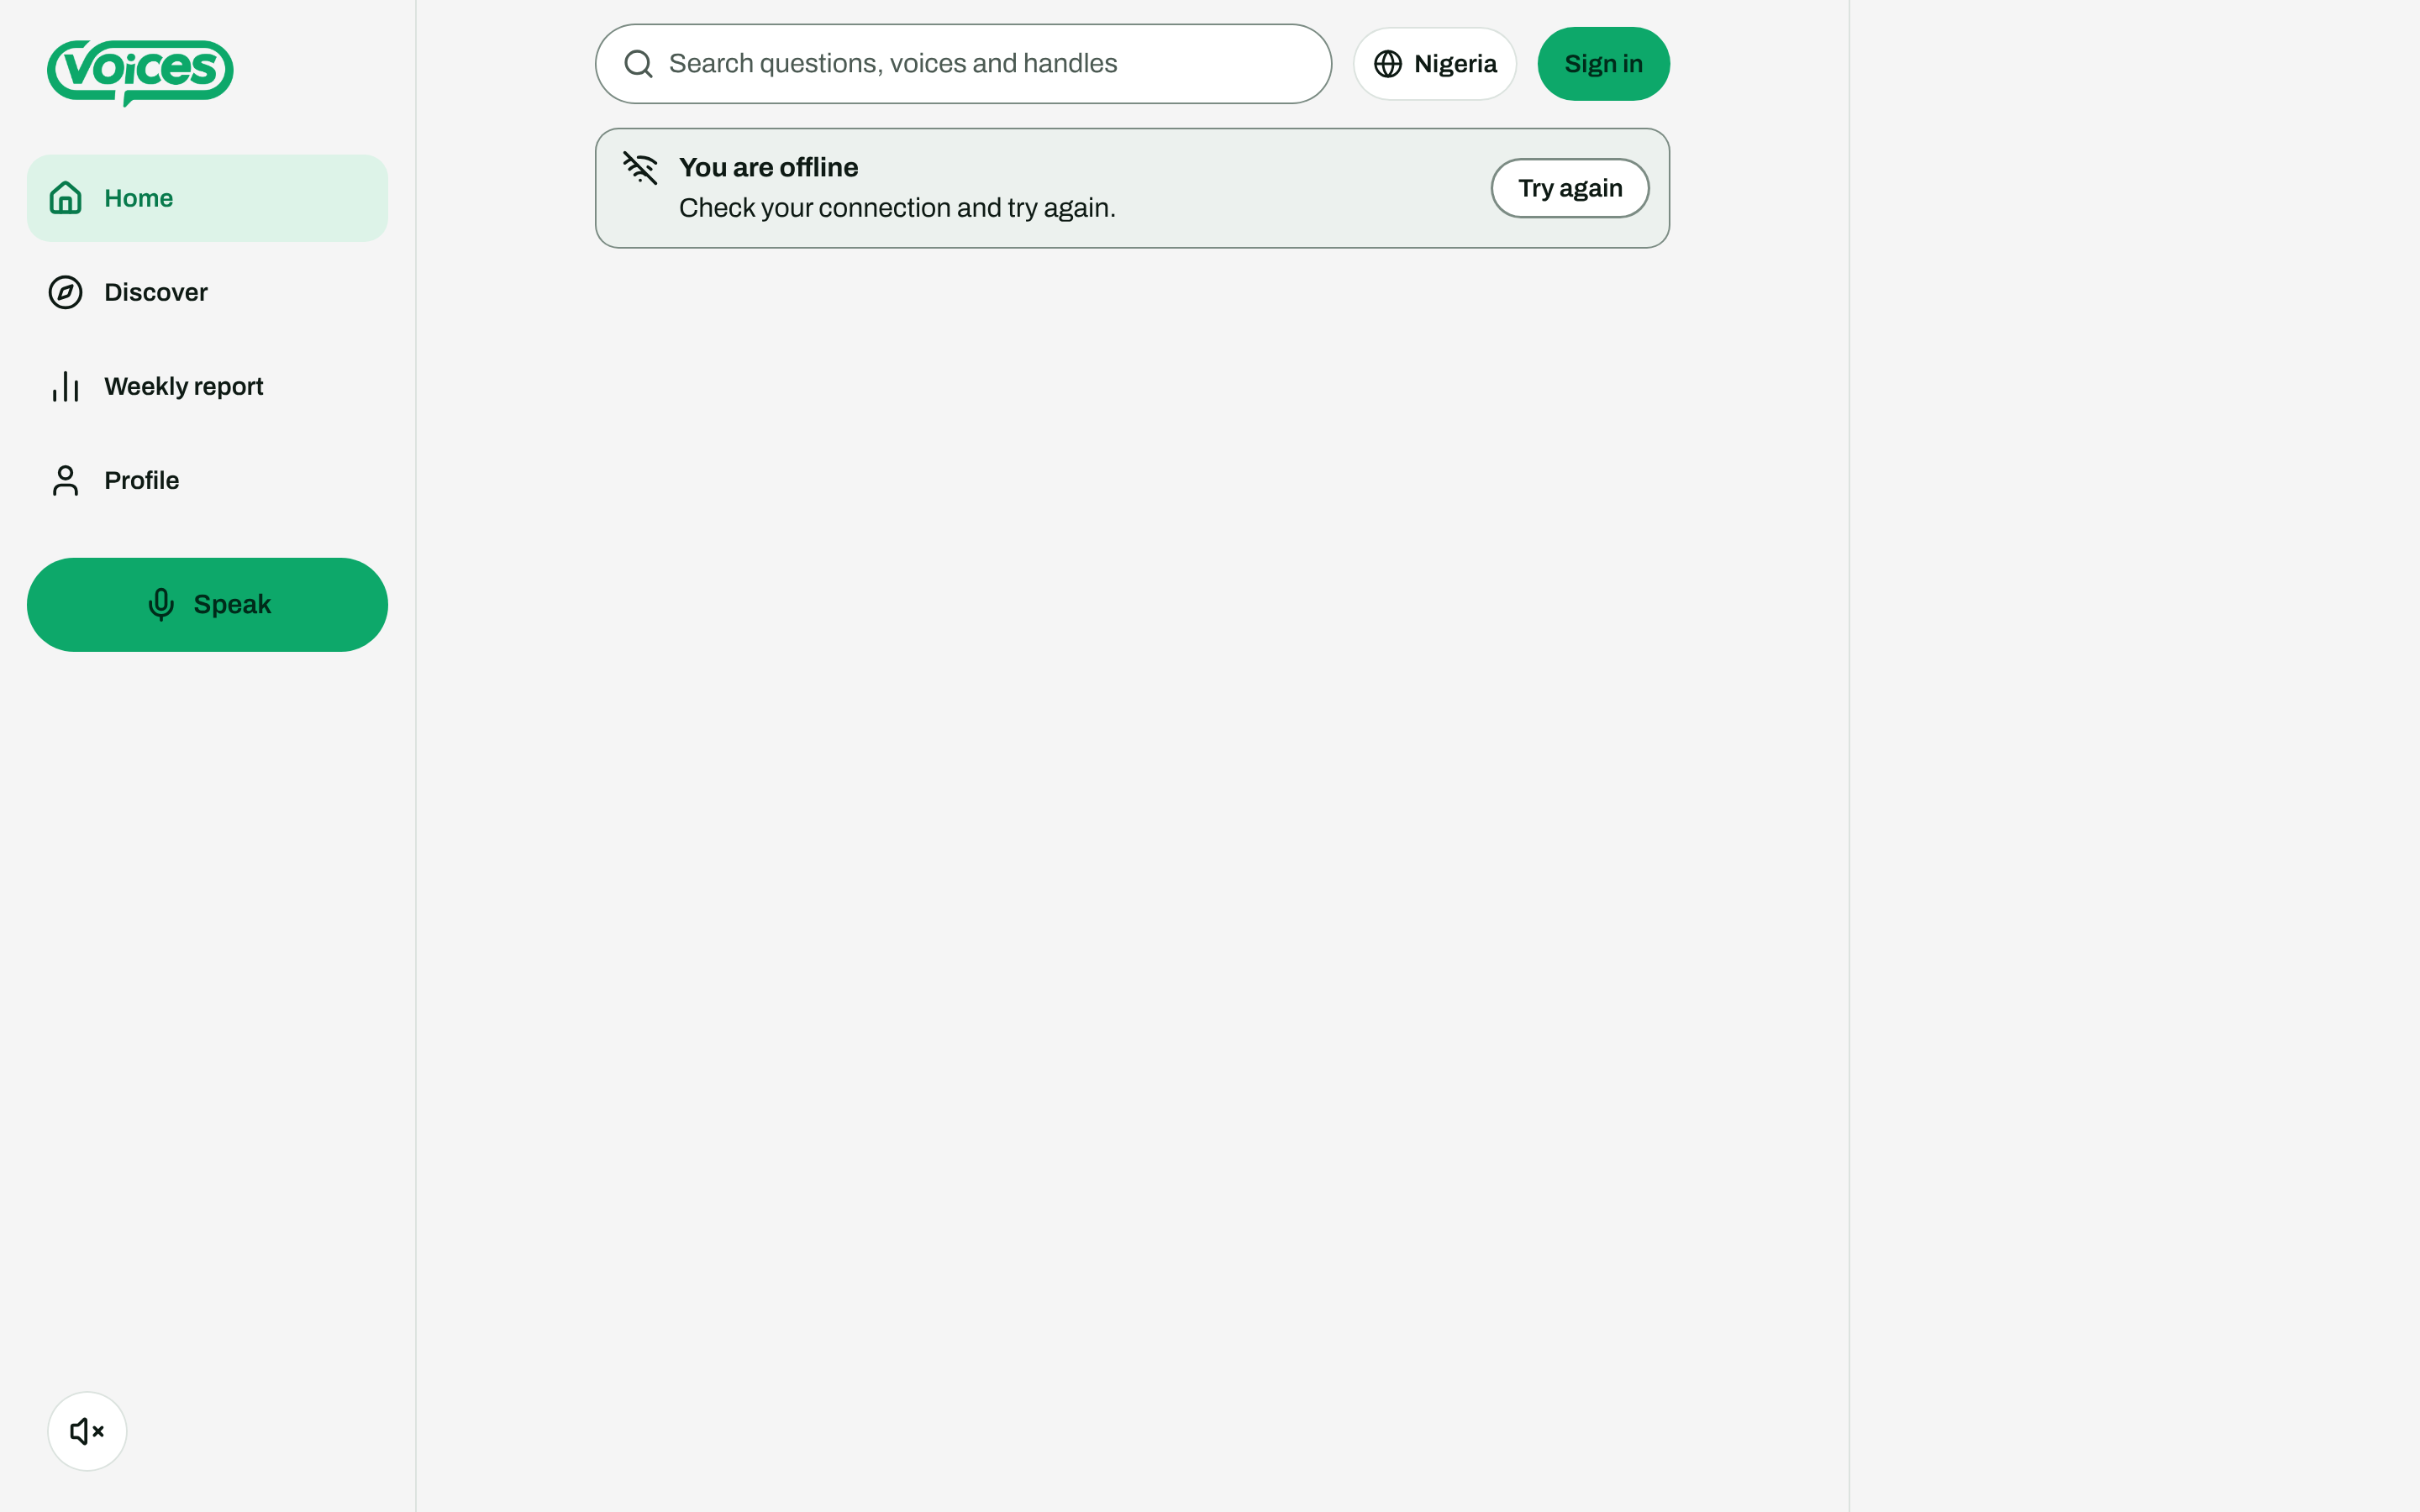 voices
Search questions, voices and handles
Nigeria
Sign in
You are offline
Check your connection and try again.
Try again
Home
Discover
Weekly report
Profile
Speak